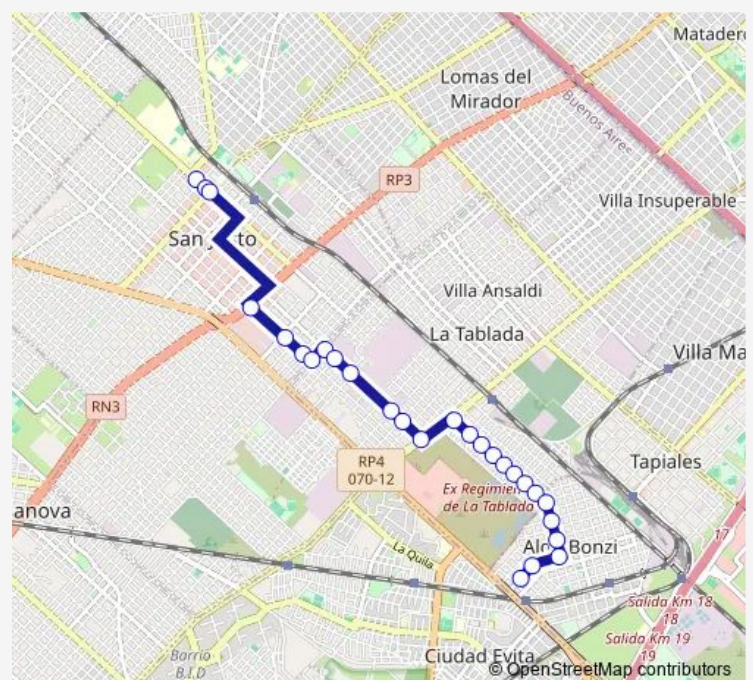 Matadero
Lomas del
Mirador
Buenos Aires
RP3
Villa Insuperable
San to
Villa Ansaldi
La Tablada
Villa Ma
RN3
RP4
070-12
Tapiales
Ex Regimien
de La Tablada
anova
17
Bonzi
La Quila
Salida Km 18
18
Salida Km 19
19
Barrio
B.I.D
Ciudad Evita
© OpenStreetMap contributors